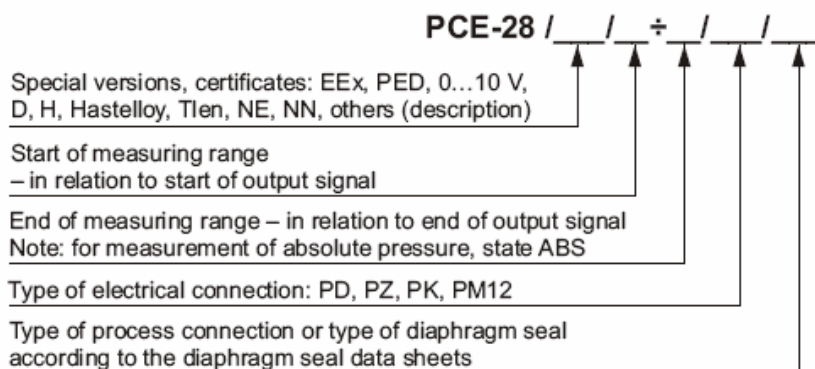 PCE-28 /___/__÷__/___/___
Special versions, certificates: EEx, PED, 0...10 V,
D, H, Hastelloy, Tlen, NE, NN, others (description)
Start of measuring range
– in relation to start of output signal
End of measuring range – in relation to end of output signal
Note: for measurement of absolute pressure, state ABS
Type of electrical connection: PD, PZ, PK, PM12
Type of process connection or type of diaphragm seal
according to the diaphragm seal data sheets